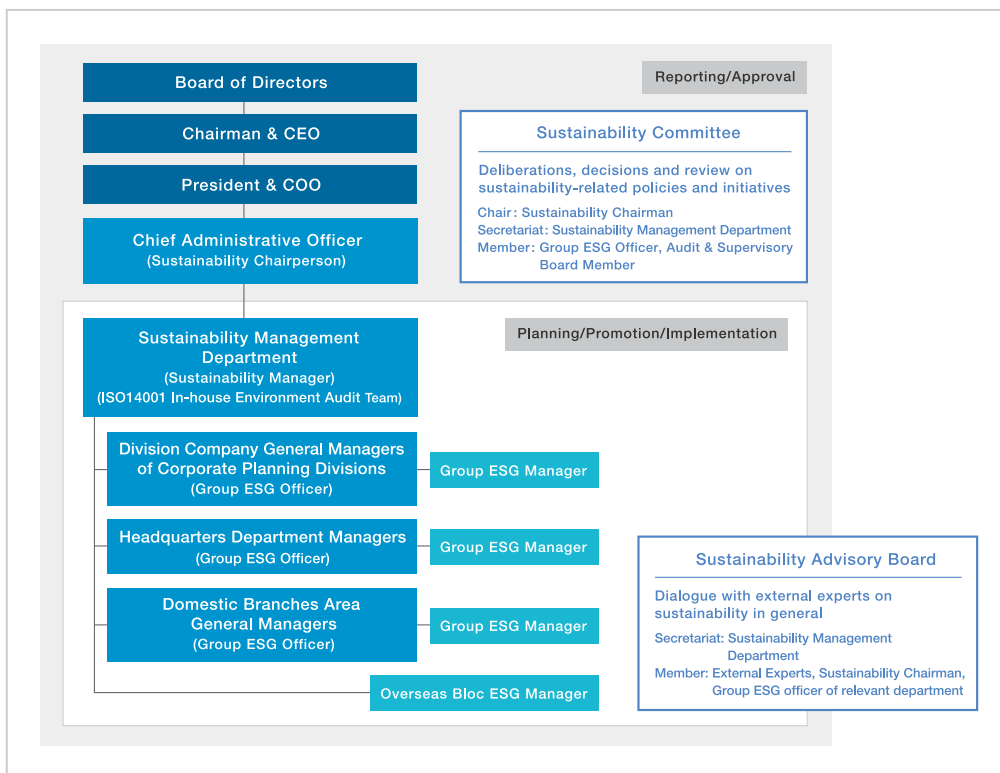 Board of Directors
Reporting/Approval
Chairman & CEO
President & COO
Chief Administrative Officer
(Sustainability Chairperson)
Sustainability Committee
Deliberations, decisions and review on
sustainability-related policies and initiatives
Chair : Sustainability Chairman
Secretariat: Sustainability Management Department
Member : Group ESG Officer, Audit & Supervisory
Board Member
Planning/Promotion/Implementation
Sustainability Management
Department
(Sustainability Manager)
(ISO14001 In-house Environment Audit Team)
Division Company General Managers
of Corporate Planning Divisions
(Group ESG Officer)
Group ESG Manager
Headquarters Department Managers
(Group ESG Officer)
Group ESG Manager
Domestic Branches Area
General Managers
(Group ESG Officer)
Group ESG Manager
Overseas Bloc ESG Manager
Sustainability Advisory Board
Dialogue with external experts on
sustainability in general
Secretariat: Sustainability Management
Department
Member: External Experts, Sustainability Chairman,
Group ESG officer of relevant department